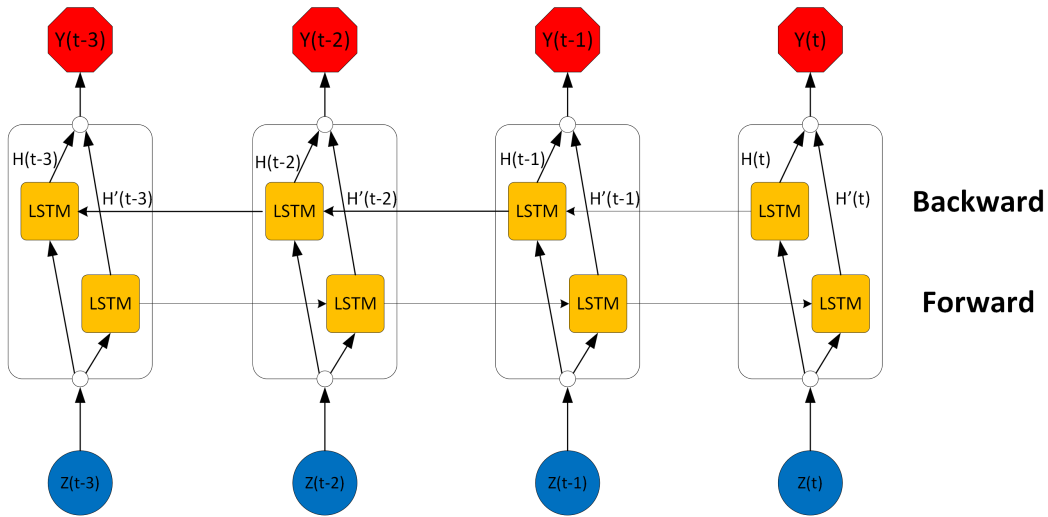 Y(t-3)
Y(t-2)
Y(t-1)
Y(t)
H(t-3)
H(t-2)
H(t-1)
H(t)
LSTM
H’(t-3)
LSTM
H’(t-2)
LSTM
H’(t-1)
LSTM
H’(t)
Backward
LSTM
LSTM
LSTM
LSTM
Forward
Z(t-3)
Z(t-2)
Z(t-1)
Z(t)